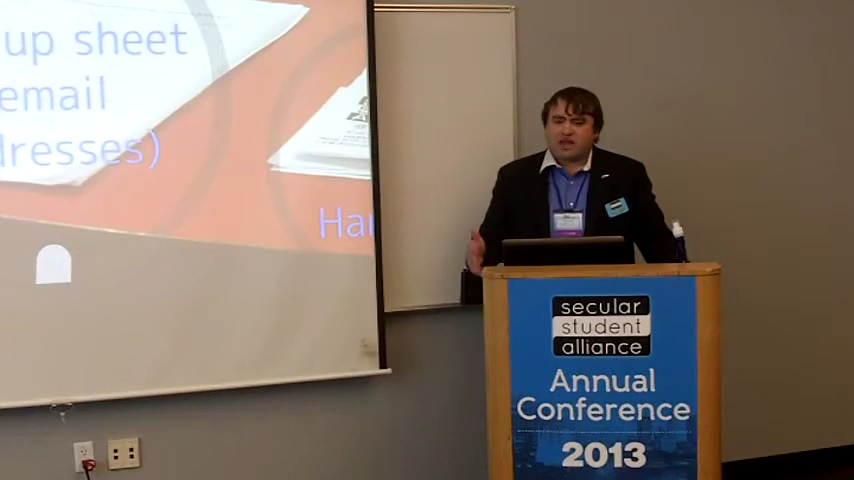 up sheet
email
dresses)
Ha
secular
student
alliance
Annual
Conference
2013